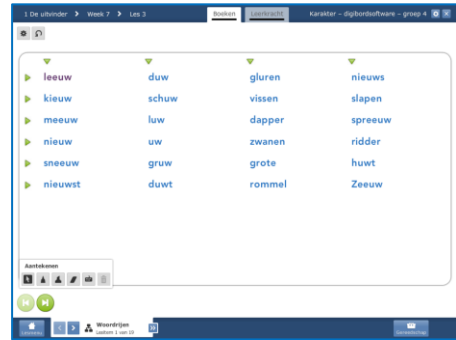 1 De uitvinder > Week 7 > Les 3 Boeken Leerkracht Karakter – digibordsoftware – groep 4
leeuw duw gluren nieuws
kieuw schuw vissen slapen
meeuw luw dapper spreeuw
nieuw uw zwanen ridder
sneeuw gruw grote huwt
nieuwst duwt rommel Zeeuw
Aantekenen
Woordrijen